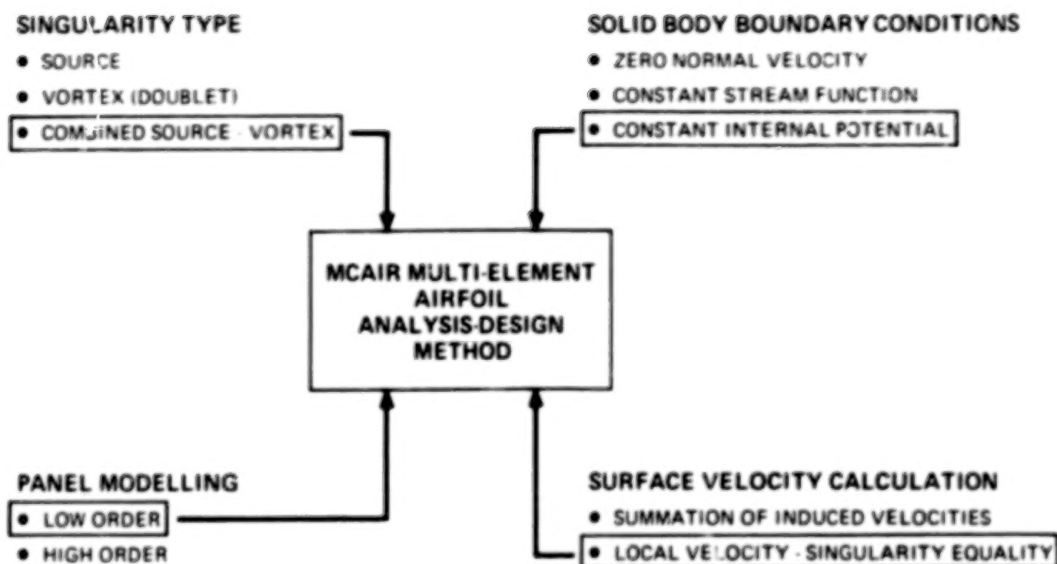 SINGULARITY TYPE
• SOURCE
• VORTEX (DOUBLET)
• COMBINED SOURCE - VORTEX
SOLID BODY BOUNDARY CONDITIONS
• ZERO NORMAL VELOCITY
• CONSTANT STREAM FUNCTION
• CONSTANT INTERNAL POTENTIAL
MCAIR MULTI-ELEMENT
AIRFOIL
ANALYSIS-DESIGN
METHOD
PANEL MODELLING
• LOW ORDER
• HIGH ORDER
SURFACE VELOCITY CALCULATION
• SUMMATION OF INDUCED VELOCITIES
• LOCAL VELOCITY - SINGULARITY EQUALITY